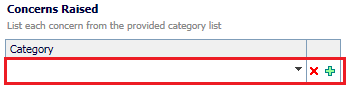 Concerns Raised
List each concern from the provided category list
Category